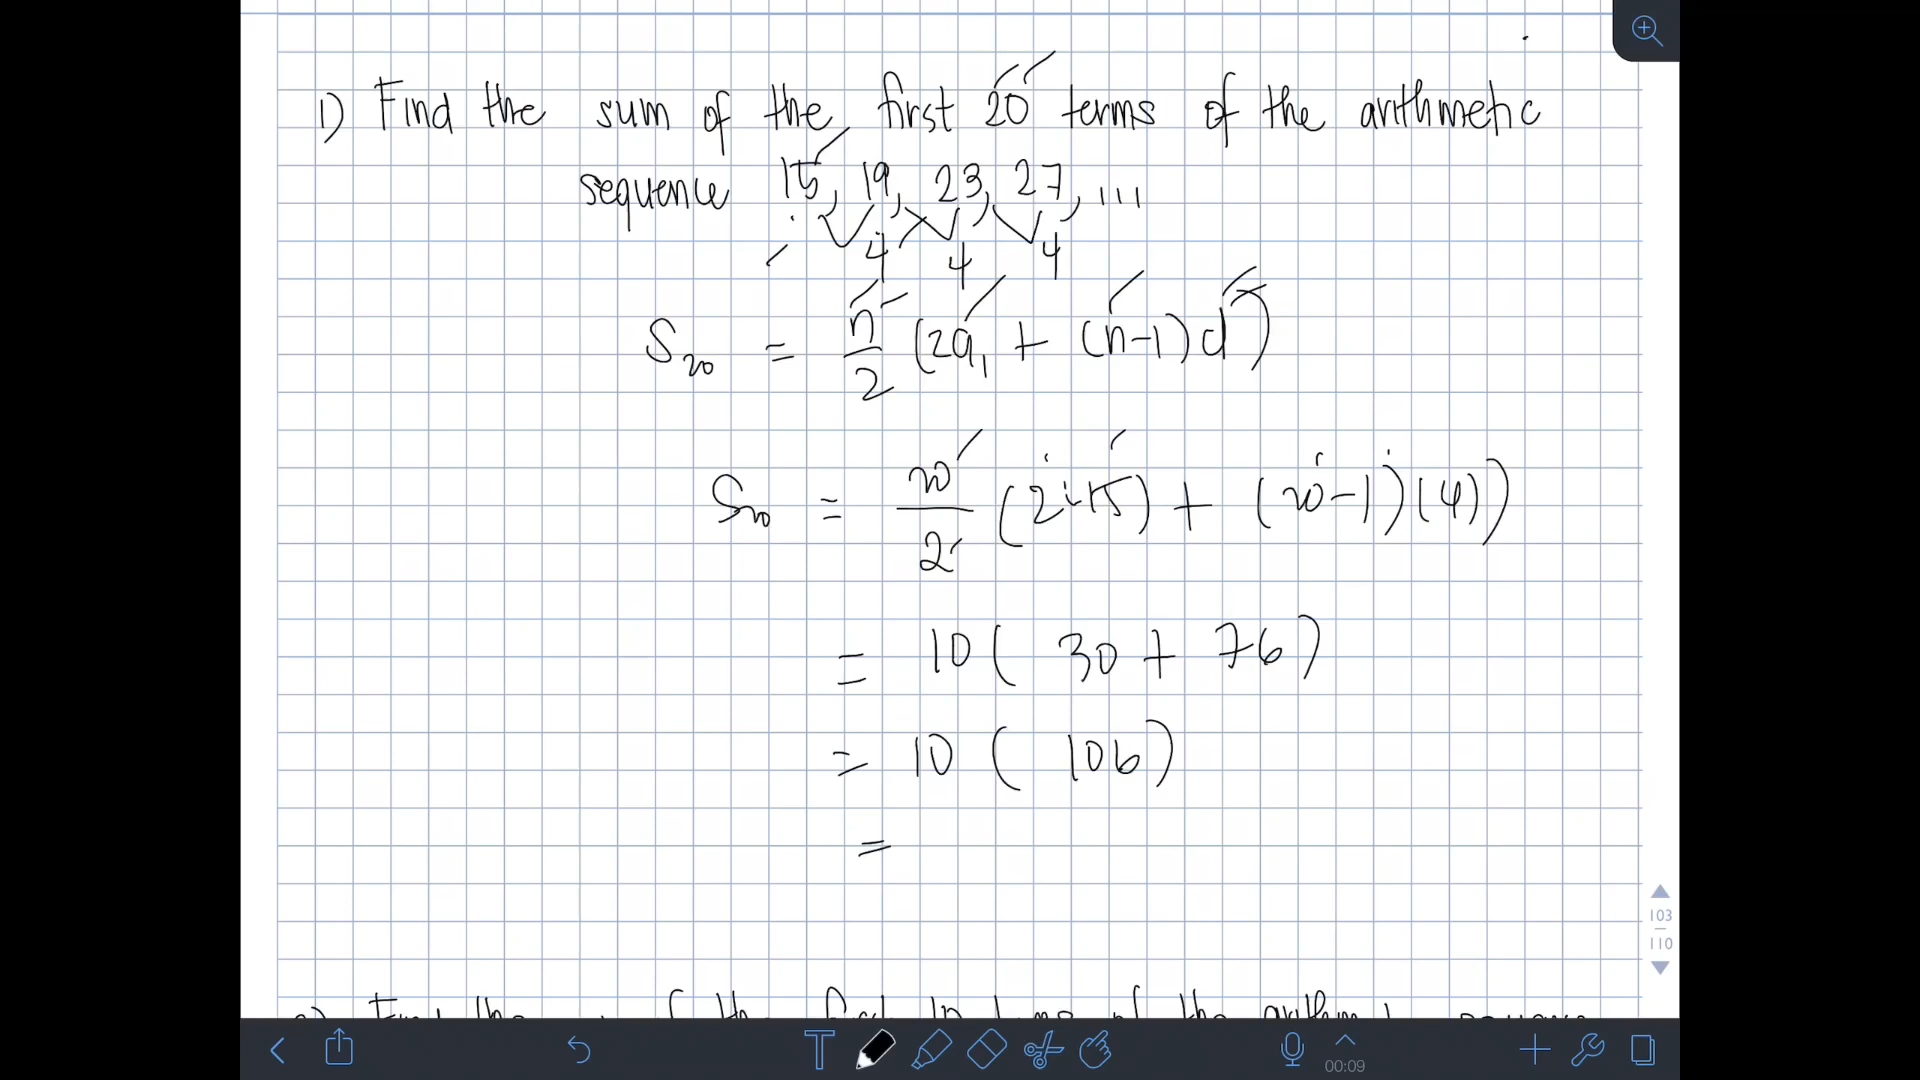 1) Find the sum of the first 20 terms of the arithmetic
sequence 15, 19, 23, 27, ...
4 4 4
S₂₀ = n/2 (2a₁ + (n-1)d)
S₂₀ = 20/2 (2·15) + (20-1)(4))
= 10( 30 + 76)
= 10 ( 106)
=
103
110
T
00:09